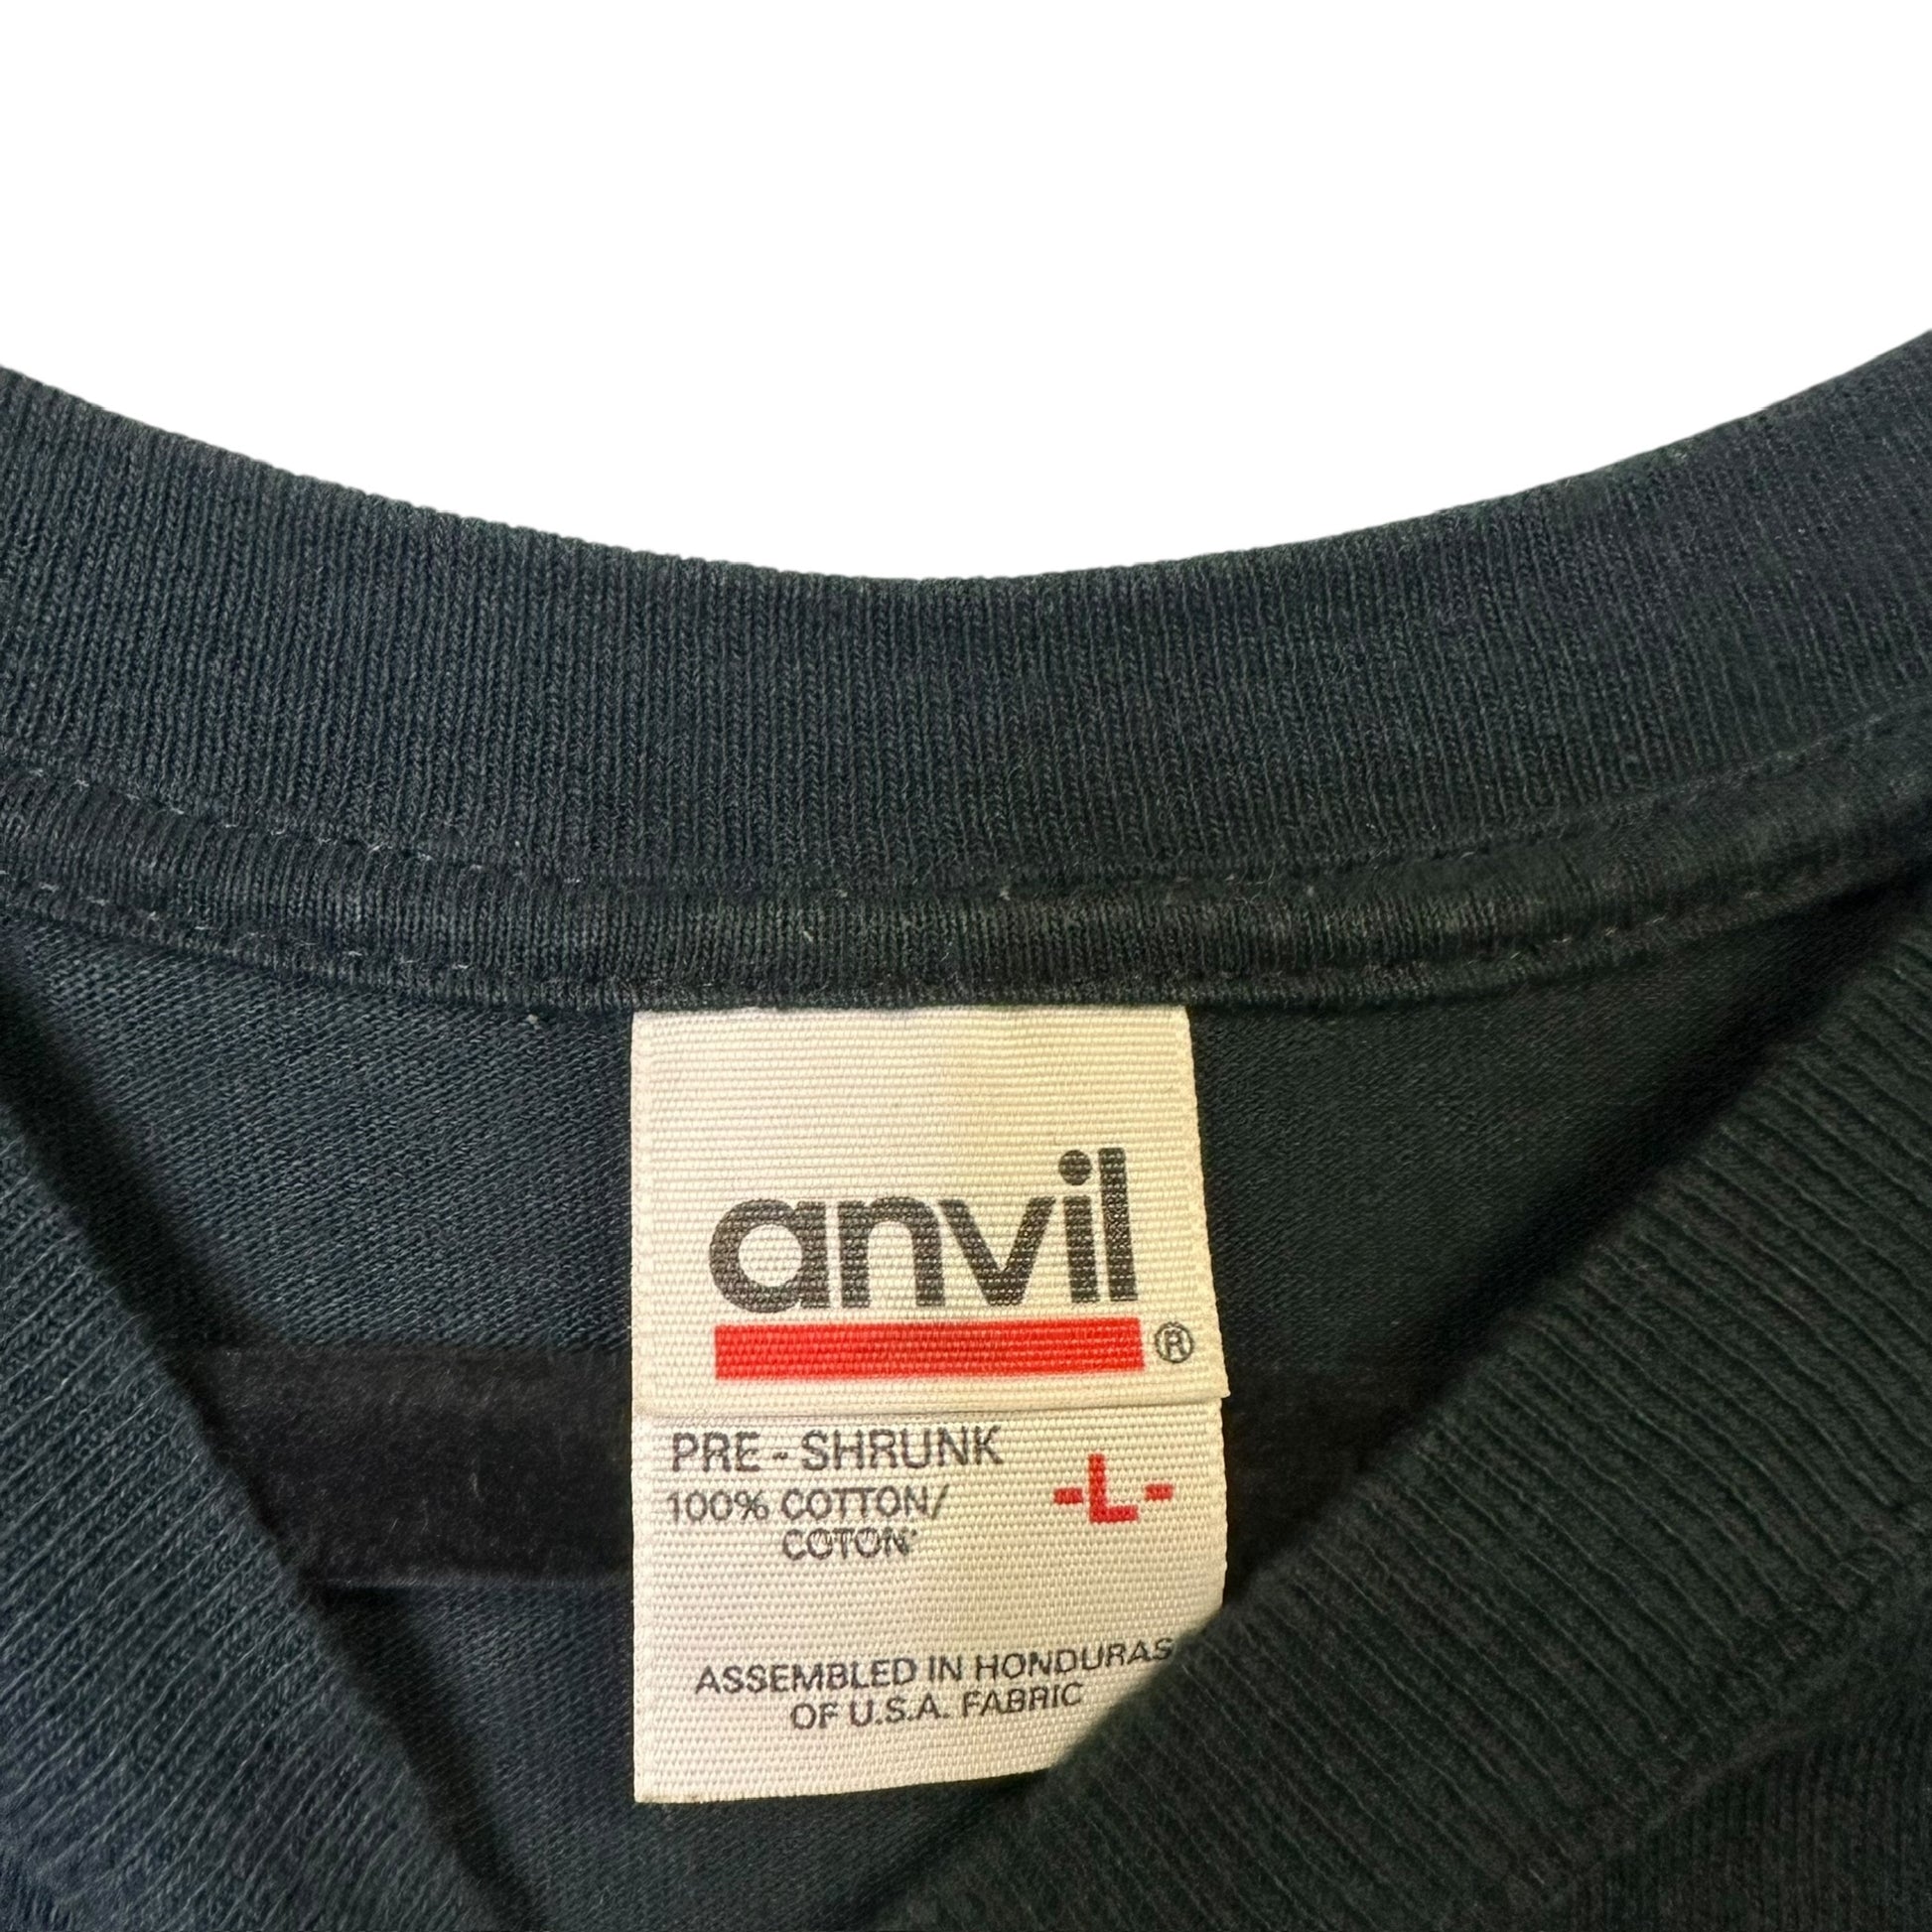 anvil
®
PRE-SHRUNK
-L-
100% COTTON/
COTON*
ASSEMBLED IN HONDURAS
OF U.S.A. FABRIC